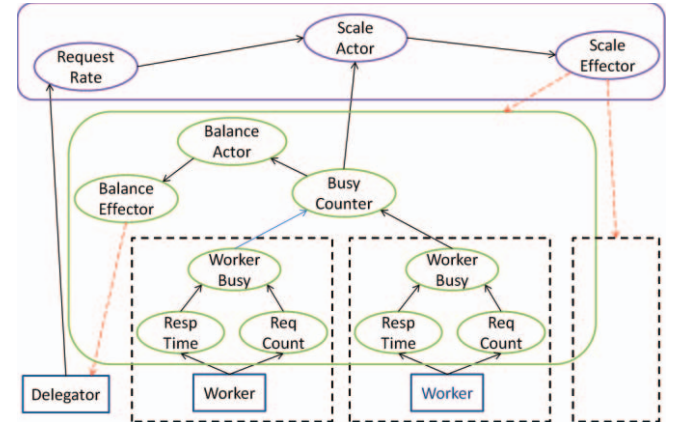 Scale
Actor
Request
Rate
Scale
Effector
Balance
Actor
Balance
Effector
Busy
Counter
Worker
Busy
Worker
Busy
Resp
Time
Req
Count
Resp
Time
Req
Count
Delegator
Worker
Worker